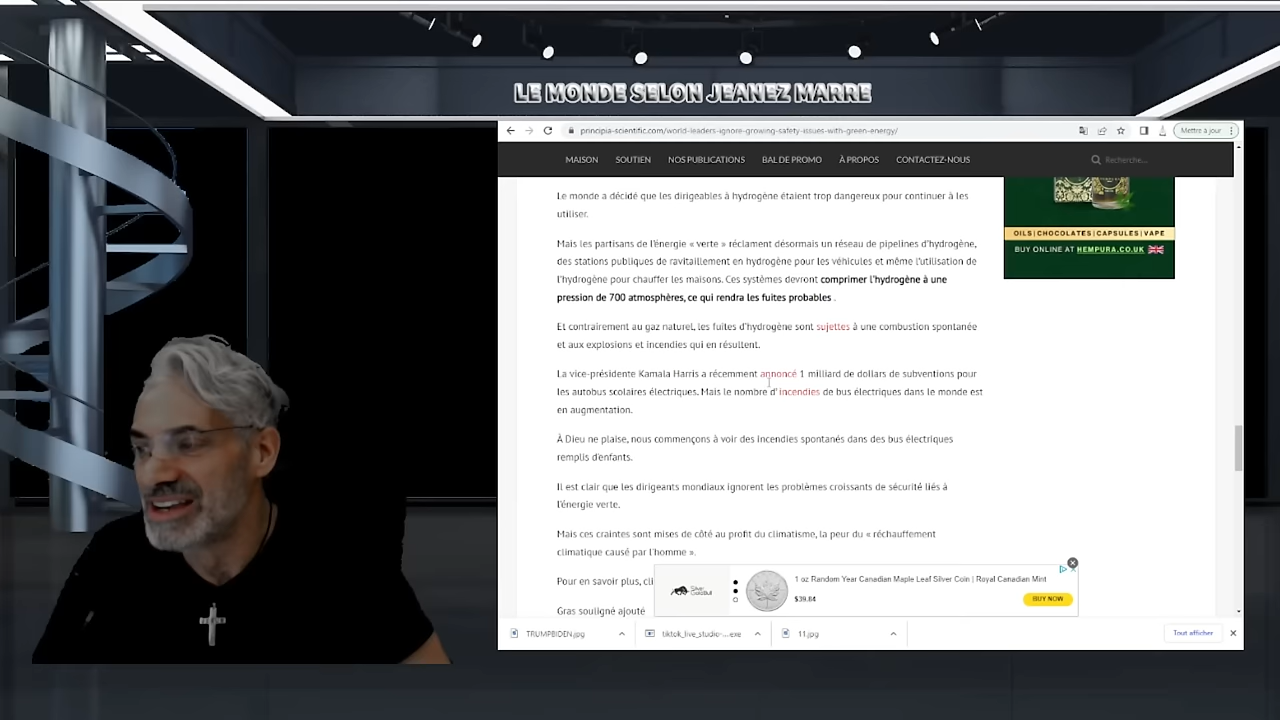 LE MONDE SELON JEANEZ MARRE
principia-scientific.com/world-leaders-ignore-growing-safety-issues-with-green-energy/
Mettre à jour
MAISON SOUTIEN NOS PUBLICATIONS BAL DE PROMO À PROPOS CONTACTEZ-NOUS Recherche...
Le monde a décidé que les dirigeables à hydrogène étaient trop dangereux pour continuer à les
utiliser.
Mais les partisans de l'énergie « verte » réclament désormais un réseau de pipelines d'hydrogène,
des stations publiques de ravitaillement en hydrogène pour les véhicules et même l'utilisation de
l'hydrogène pour chauffer les maisons. Ces systèmes devront comprimer l'hydrogène à une
pression de 700 atmosphères, ce qui rendra les fuites probables .
Et contrairement au gaz naturel, les fuites d'hydrogène sont sujettes à une combustion spontanée
et aux explosions et incendies qui en résultent.
La vice-présidente Kamala Harris a récemment annoncé 1 milliard de dollars de subventions pour
les autobus scolaires électriques. Mais le nombre d' incendies de bus électriques dans le monde est
en augmentation.
À Dieu ne plaise, nous commençons à voir des incendies spontanés dans des bus électriques
remplis d'enfants.
Il est clair que les dirigeants mondiaux ignorent les problèmes croissants de sécurité liés à
l'énergie verte.
Mais ces craintes sont mises de côté au profit du climatisme, la peur du « réchauffement
climatique causé par l'homme ».
Pour en savoir plus, cli
Gras souligné ajouté
OILS|CHOCOLATES|CAPSULES|VAPE
BUY ONLINE AT HEMPURA.CO.UK
Silver Gold Bull
1 oz Random Year Canadian Maple Leaf Silver Coin | Royal Canadian Mint
$39.64
BUY NOW
TRUMPBIDEN.jpg tiktok_live_studio-....exe 11.jpg Tout afficher